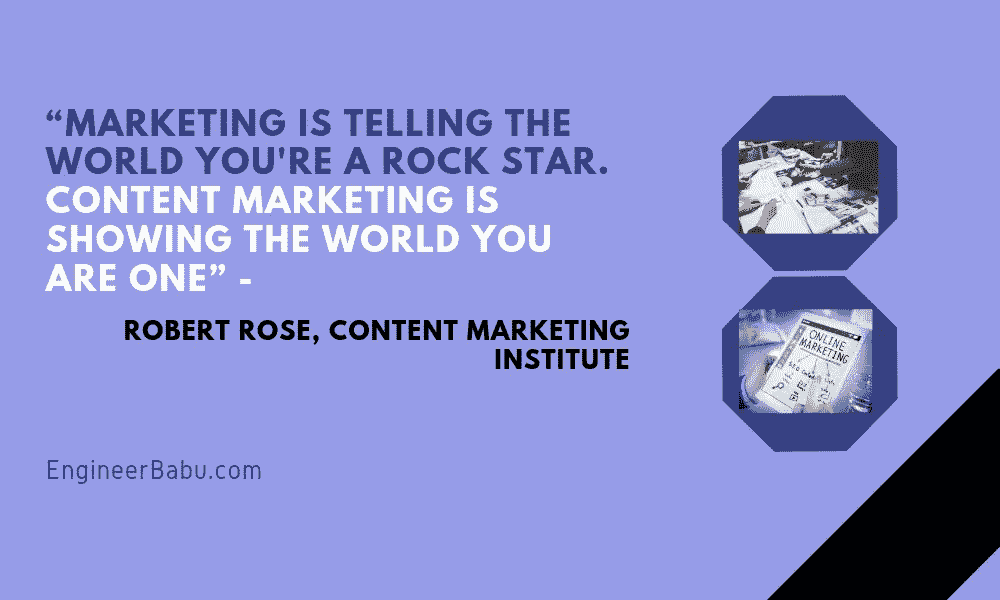 “MARKETING IS TELLING THE
WORLD YOU'RE A ROCK STAR.
CONTENT MARKETING IS
SHOWING THE WORLD YOU
ARE ONE” -
ROBERT ROSE, CONTENT MARKETING
INSTITUTE
ONLINE
MARKETING
EngineerBabu.com